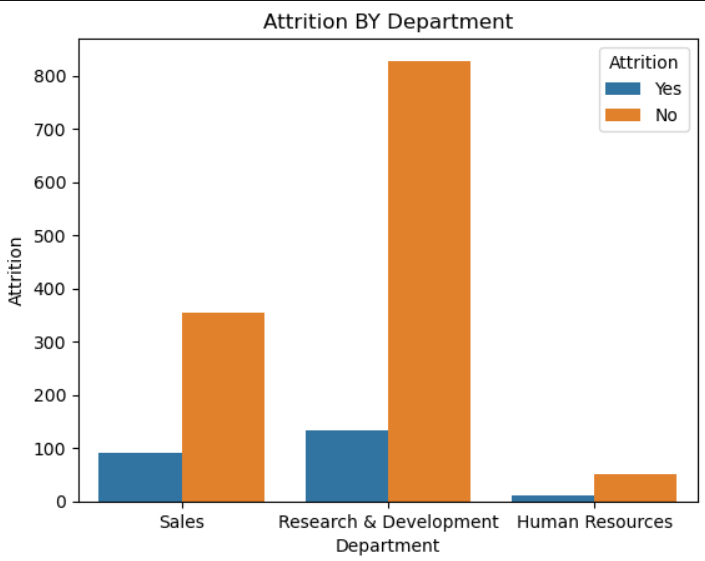 Attrition BY Department
Attrition
Yes
No
800
700
600
500
400
300
200
100
0
Attrition
Sales
Research & Development
Human Resources
Department